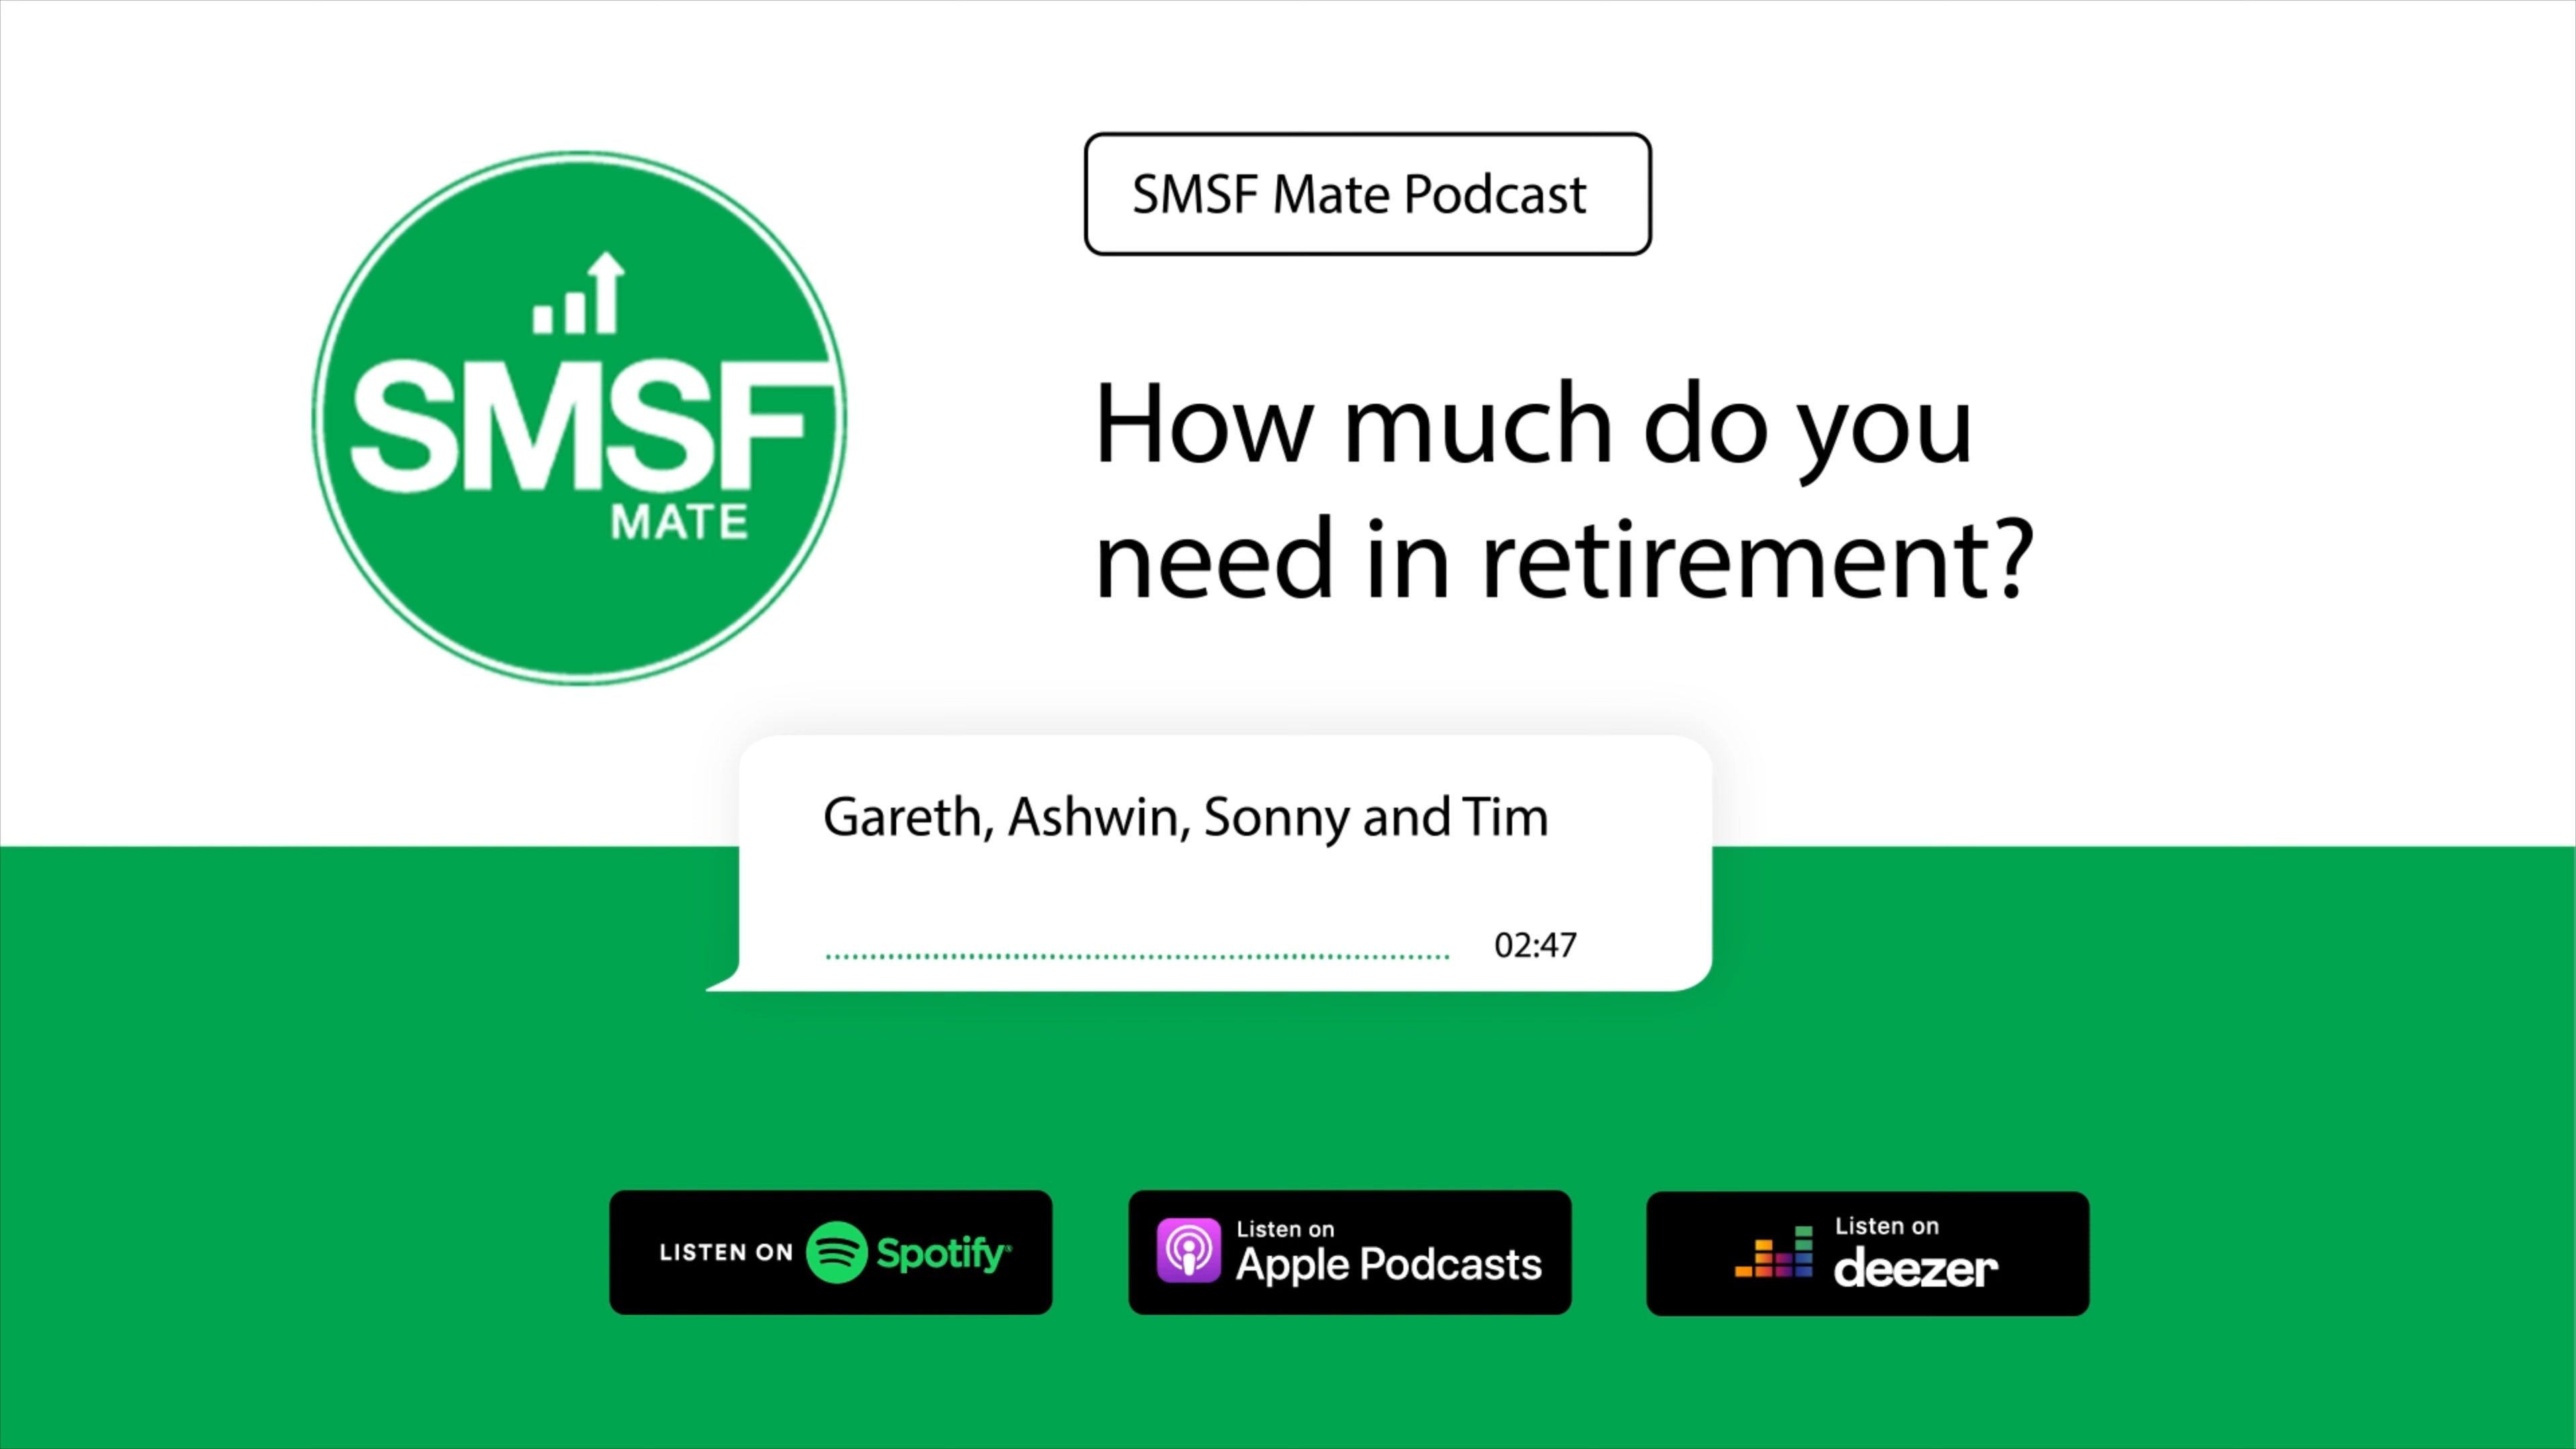 SMSF Mate Podcast
SMSF
MATE
How much do you
need in retirement?
Gareth, Ashwin, Sonny and Tim
02:47
LISTEN ON Spotify®
Listen on
Apple Podcasts
Listen on
deezer